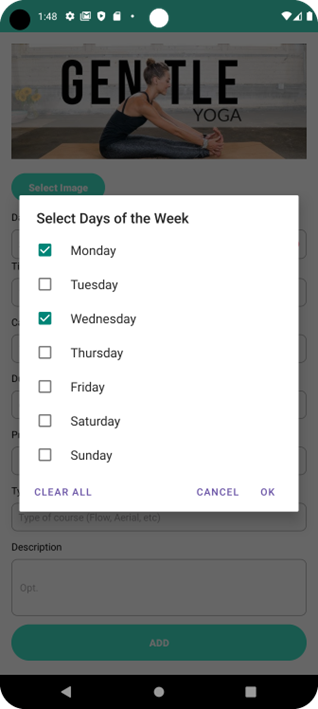 1:48
GENTLE
YOGA
Select Image
Select Days of the Week
Monday
Tuesday
Wednesday
Thursday
Friday
Saturday
Sunday
CLEAR ALL
CANCEL
OK
Type of course (Flow, Aerial, etc)
Description
Opt.
ADD